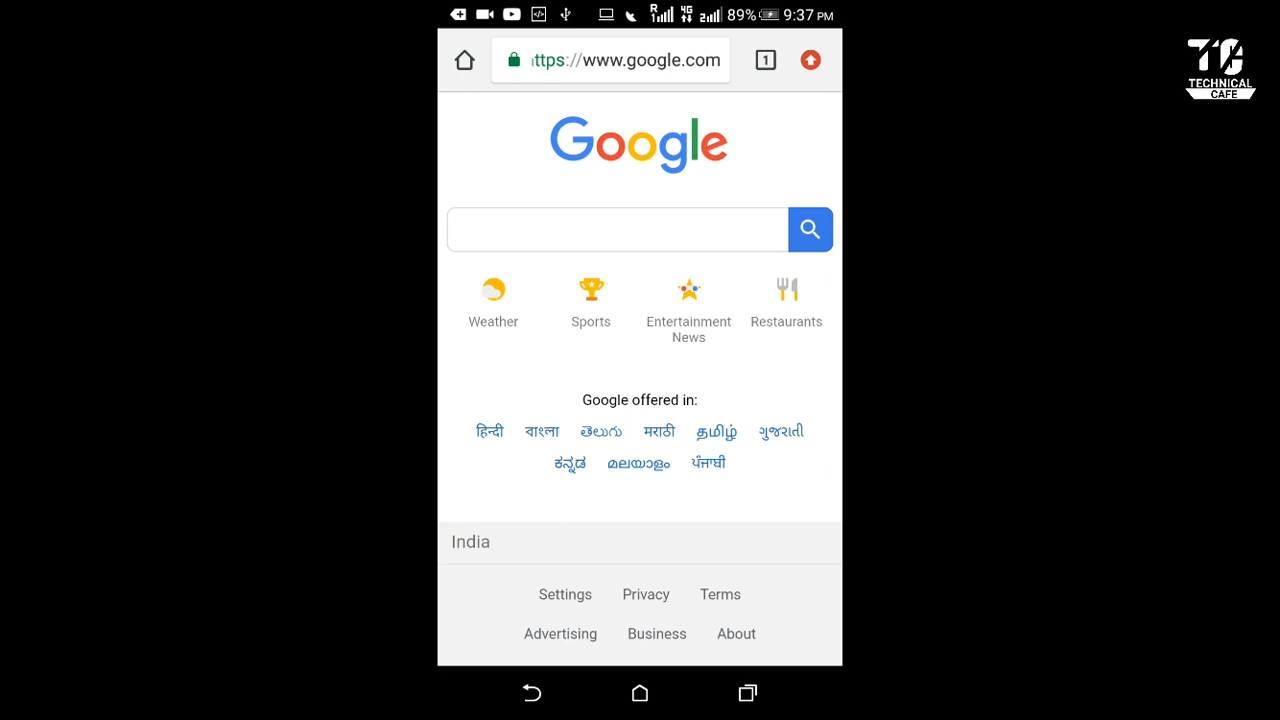 R 4G 89% 9:37 PM
ttps://www.google.com 1
TECHNICAL
CAFE
Google
Weather Sports Entertainment News Restaurants
Google offered in:
हिन्दी বাংলা తెలుగు मराठी தமிழ் ગુજરાતી
ಕನ್ನಡ മലയാളം ਪੰਜਾਬੀ
India
Settings Privacy Terms
Advertising Business About